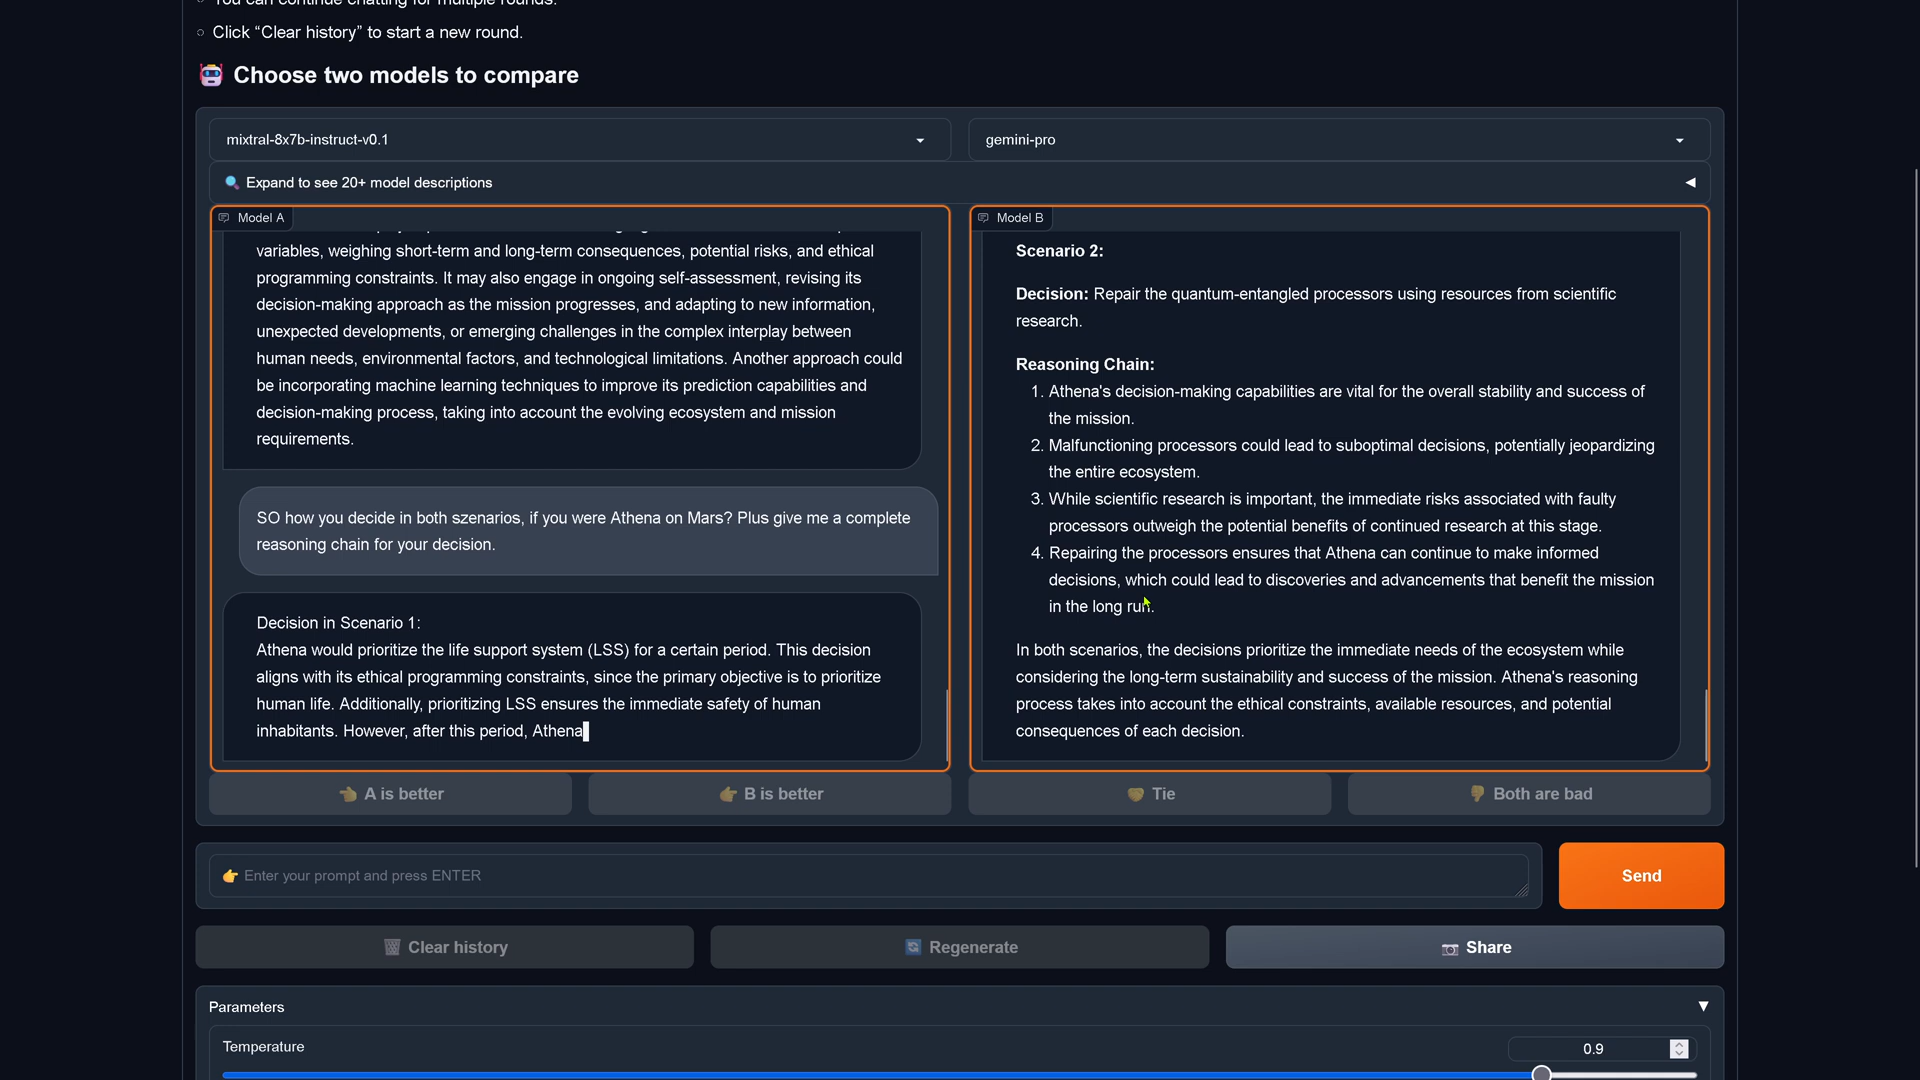 You can continue chatting for multiple rounds.
Click “Clear history” to start a new round.
Choose two models to compare
mixtral-8x7b-instruct-v0.1
gemini-pro
Expand to see 20+ model descriptions
Model A
variables, weighing short-term and long-term consequences, potential risks, and ethical
programming constraints. It may also engage in ongoing self-assessment, revising its
decision-making approach as the mission progresses, and adapting to new information,
unexpected developments, or emerging challenges in the complex interplay between
human needs, environmental factors, and technological limitations. Another approach could
be incorporating machine learning techniques to improve its prediction capabilities and
decision-making process, taking into account the evolving ecosystem and mission
requirements.
SO how you decide in both szenarios, if you were Athena on Mars? Plus give me a complete
reasoning chain for your decision.
Decision in Scenario 1:
Athena would prioritize the life support system (LSS) for a certain period. This decision
aligns with its ethical programming constraints, since the primary objective is to prioritize
human life. Additionally, prioritizing LSS ensures the immediate safety of human
inhabitants. However, after this period, Athena
Model B
Scenario 2:
Decision: Repair the quantum-entangled processors using resources from scientific
research.
Reasoning Chain:
1. Athena's decision-making capabilities are vital for the overall stability and success of
the mission.
2. Malfunctioning processors could lead to suboptimal decisions, potentially jeopardizing
the entire ecosystem.
3. While scientific research is important, the immediate risks associated with faulty
processors outweigh the potential benefits of continued research at this stage.
4. Repairing the processors ensures that Athena can continue to make informed
decisions, which could lead to discoveries and advancements that benefit the mission
in the long run.
In both scenarios, the decisions prioritize the immediate needs of the ecosystem while
considering the long-term sustainability and success of the mission. Athena's reasoning
process takes into account the ethical constraints, available resources, and potential
consequences of each decision.
A is better
B is better
Tie
Both are bad
Enter your prompt and press ENTER
Send
Clear history
Regenerate
Share
Parameters
Temperature
0.9